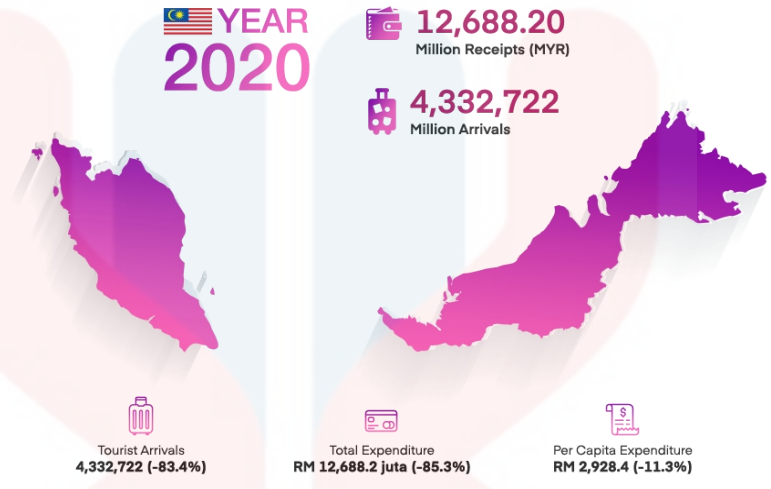 YEAR
2020
12,688.20
Million Receipts (MYR)
4,332,722
Million Arrivals
Tourist Arrivals
4,332,722 (-83.4%)
Total Expenditure
RM 12,688.2 juta (-85.3%)
Per Capita Expenditure
RM 2,928.4 (-11.3%)